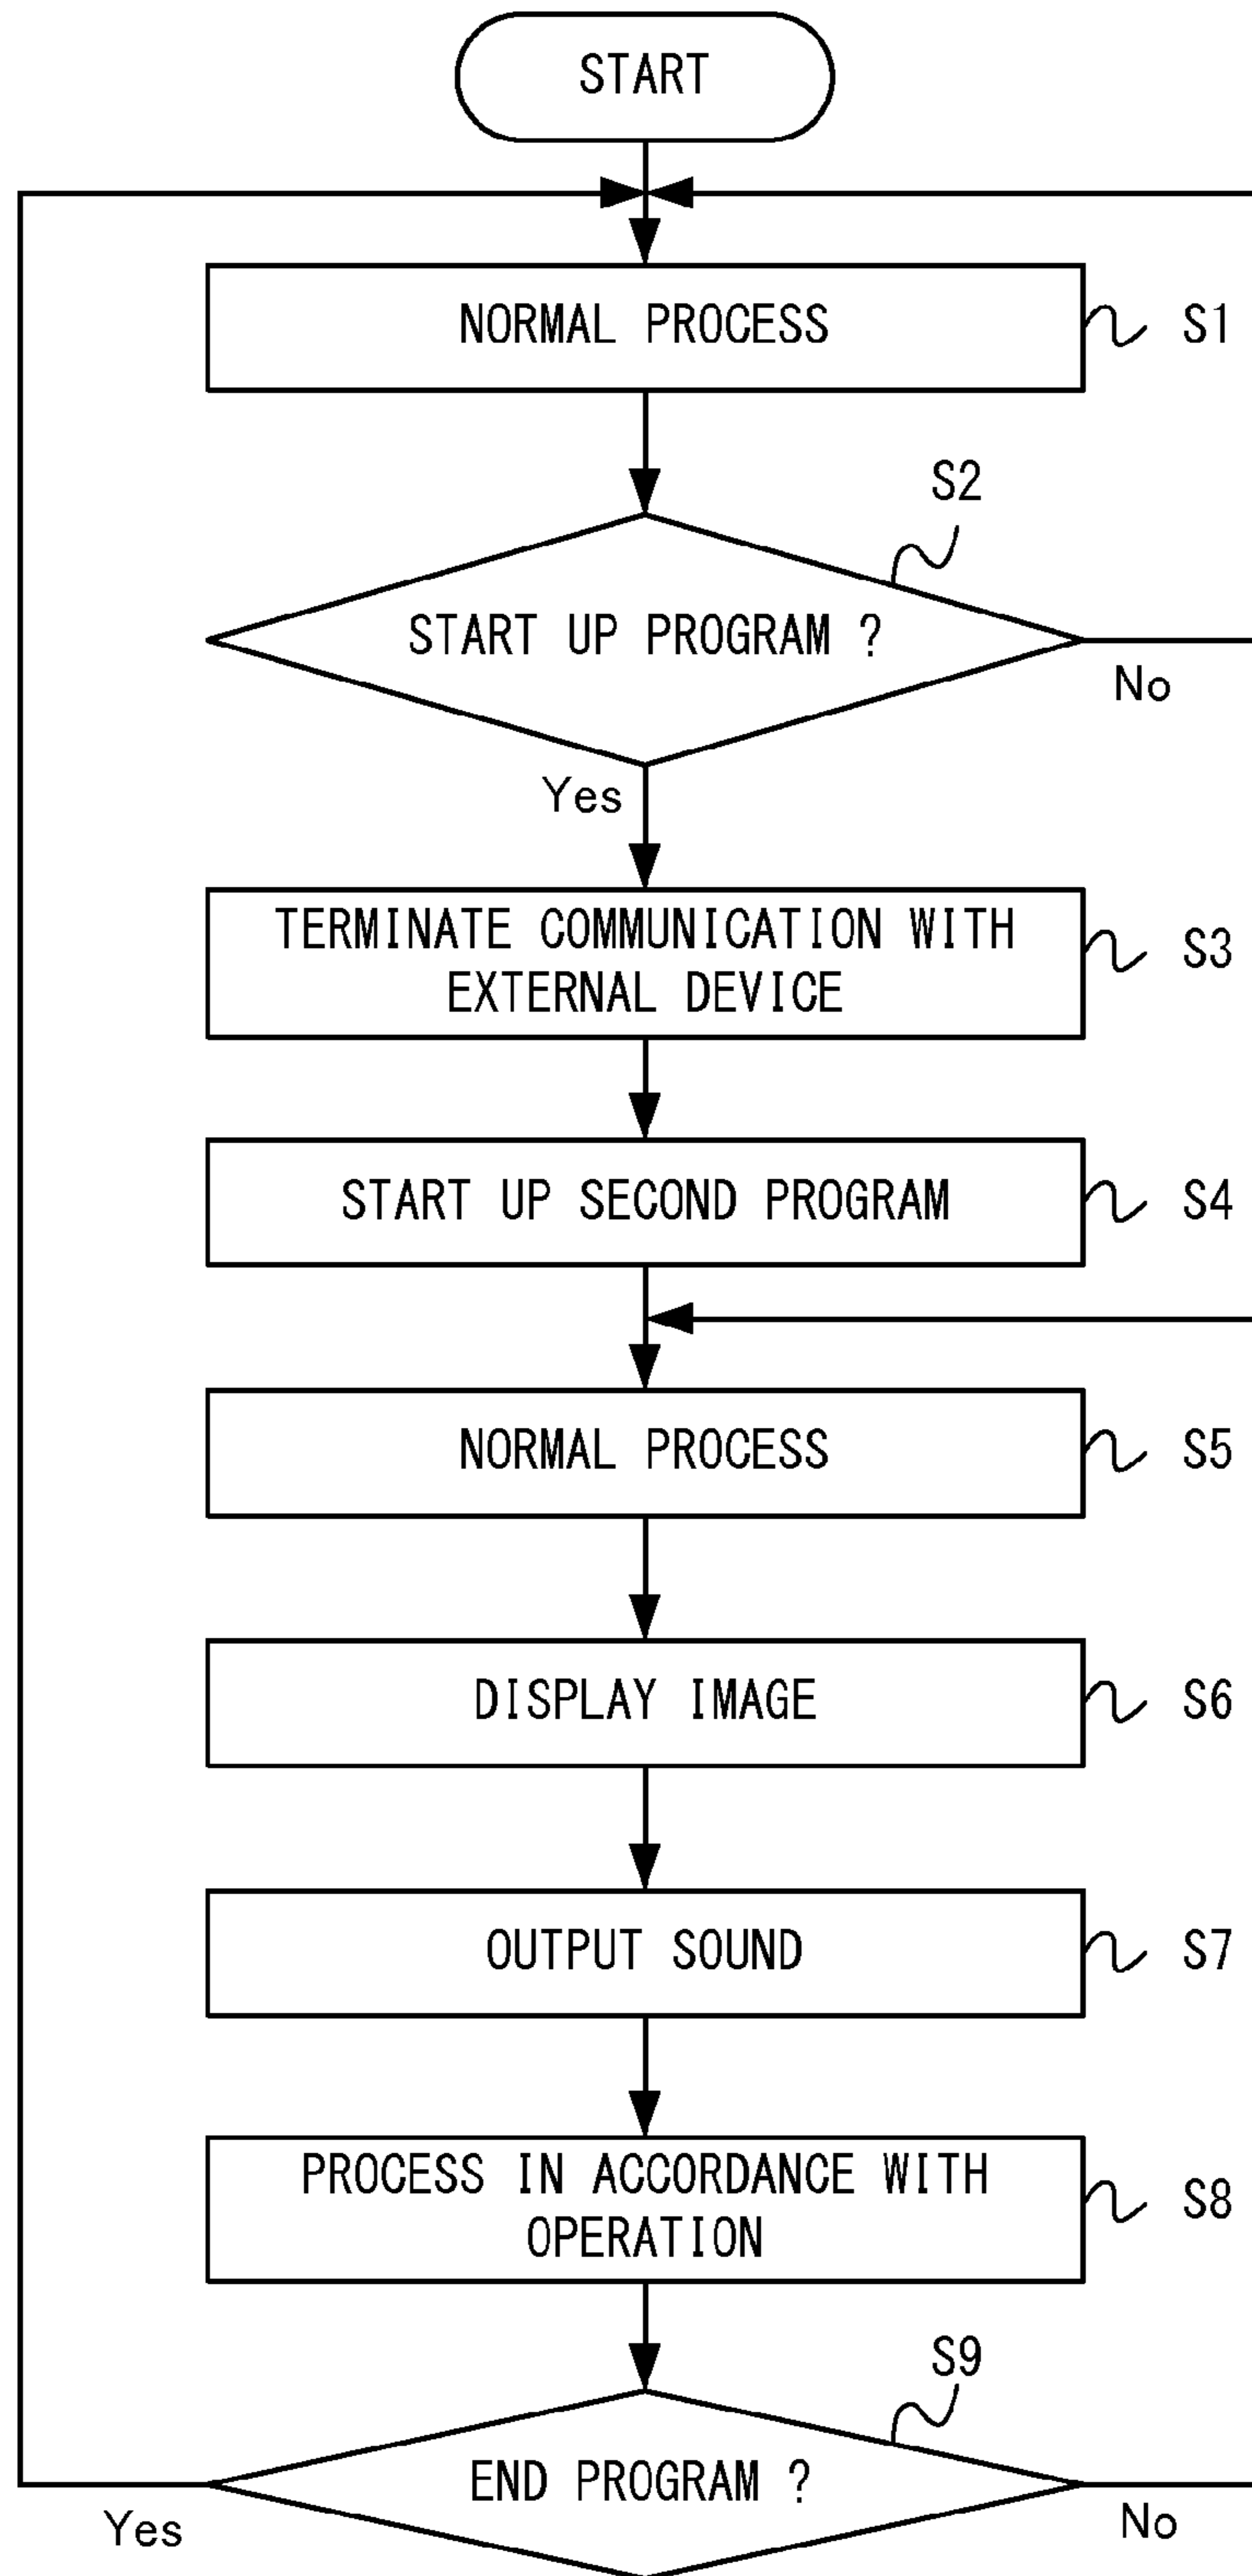 START
NORMAL PROCESS
S1
S2
START UP PROGRAM ?
No
Yes
TERMINATE COMMUNICATION WITH
EXTERNAL DEVICE
S3
START UP SECOND PROGRAM
S4
NORMAL PROCESS
S5
DISPLAY IMAGE
S6
OUTPUT SOUND
S7
PROCESS IN ACCORDANCE WITH
OPERATION
S8
S9
END PROGRAM ?
Yes
No